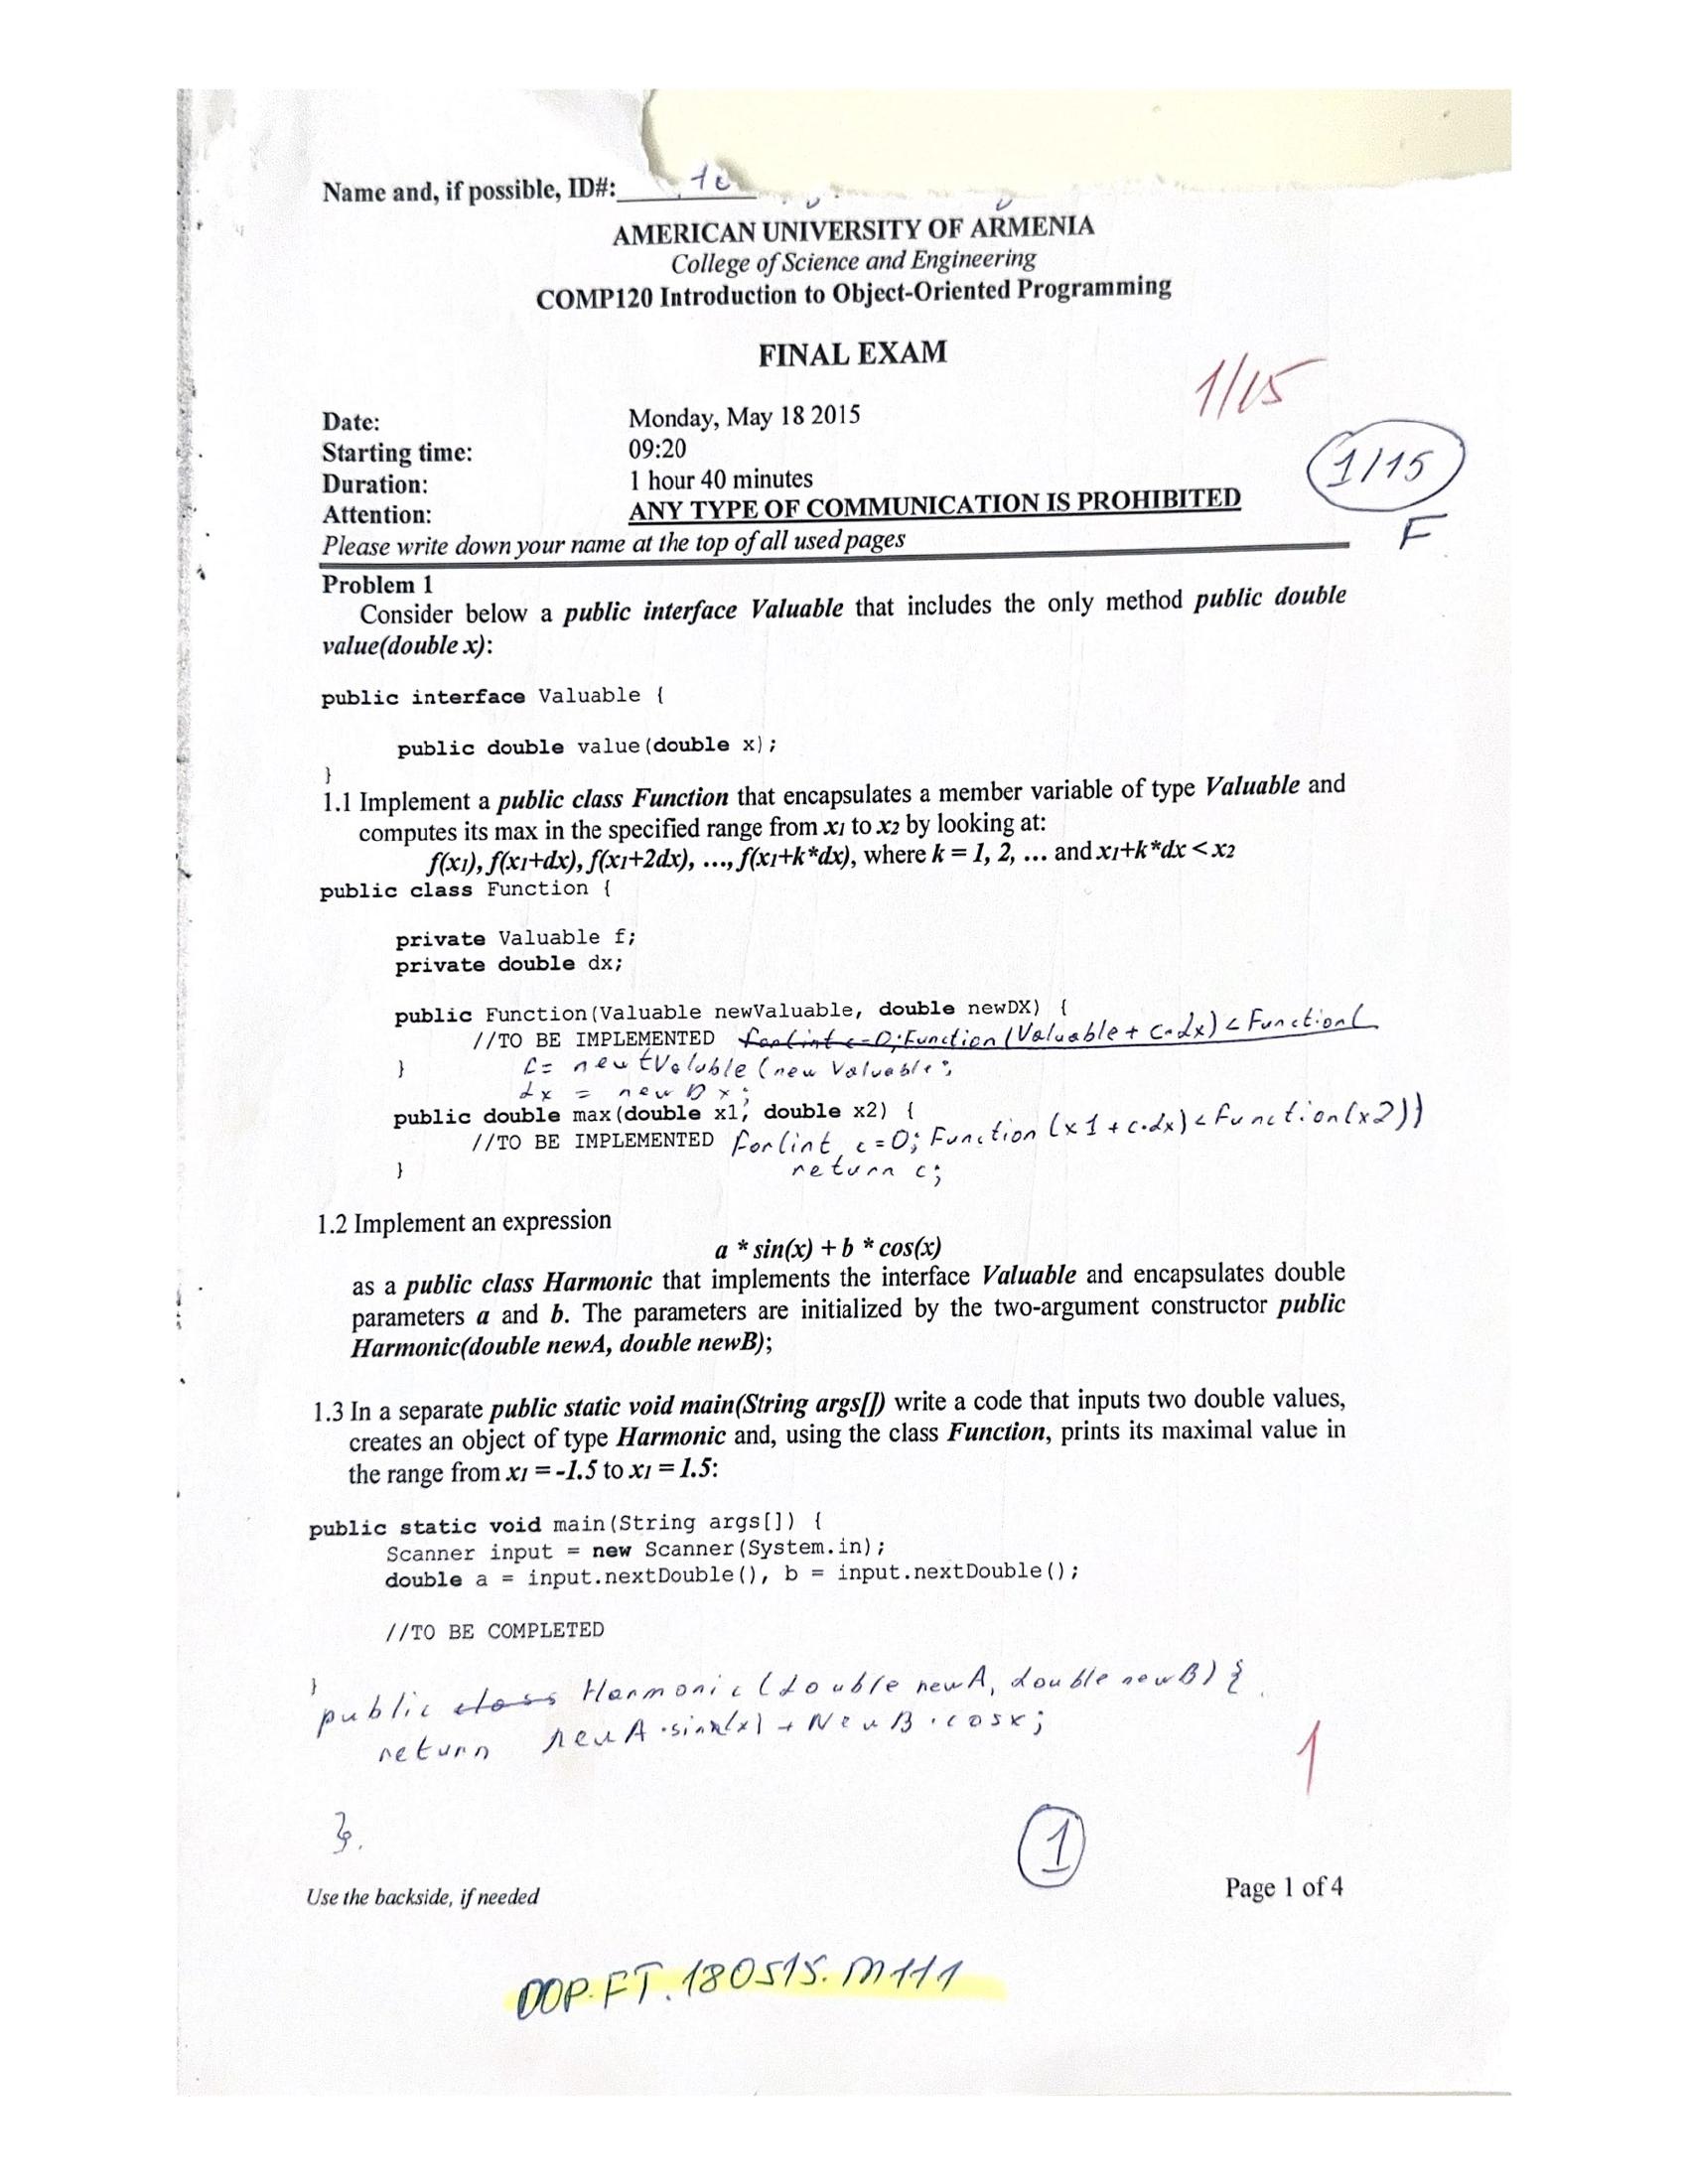 Name and, if possible, ID#:
AMERICAN UNIVERSITY OF ARMENIA
College of Science and Engineering
COMP120 Introduction to Object-Oriented Programming
FINAL EXAM
1/15
Date: Monday, May 18 2015
Starting time: 09:20
1/15
Duration: 1 hour 40 minutes
Attention: ANY TYPE OF COMMUNICATION IS PROHIBITED
F
Please write down your name at the top of all used pages
Problem 1
Consider below a public interface Valuable that includes the only method public double
value(double x):
public interface Valuable {
public double value(double x);
}
1.1 Implement a public class Function that encapsulates a member variable of type Valuable and
computes its max in the specified range from x1 to x2 by looking at:
f(x1), f(x1+dx), f(x1+2dx), ..., f(x1+k*dx), where k = 1, 2, ... and x1+k*dx < x2
public class Function {
private Valuable f;
private double dx;
public Function(Valuable newValuable, double newDX) {
//TO BE IMPLEMENTED for(int c=0; Function (Valuable + c·dx) < Function(
} f= new (new Valuable;
dx = new Dx;
public double max(double x1, double x2) {
//TO BE IMPLEMENTED for(int c=0; Function (x1 + c·dx) < Function(x2))
} return c;
1.2 Implement an expression
a * sin(x) + b * cos(x)
as a public class Harmonic that implements the interface Valuable and encapsulates double
parameters a and b. The parameters are initialized by the two-argument constructor public
Harmonic(double newA, double newB);
1.3 In a separate public static void main(String args[]) write a code that inputs two double values,
creates an object of type Harmonic and, using the class Function, prints its maximal value in
the range from x1 = -1.5 to x1 = 1.5:
public static void main(String args[]) {
Scanner input = new Scanner(System.in);
double a = input.nextDouble(), b = input.nextDouble();
//TO BE COMPLETED
}
public class Harmonic (double newA, double newB) {
return newA · sin(x) + NewB · cosx;
1
}.
1
Use the backside, if needed
Page 1 of 4
OOP.FT.180515.M111